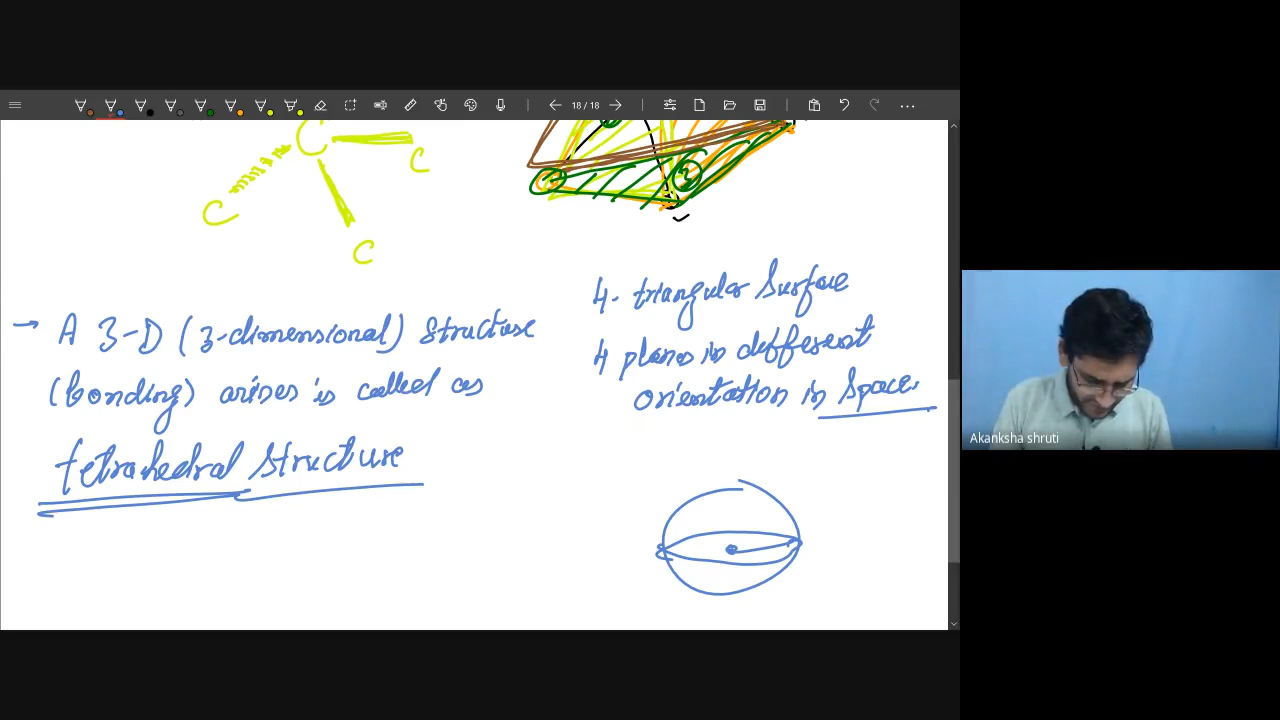 18 / 18
C
C
C
C
3
4. triangular Surface
4 planes in different
orientation in Space.
→ A 3-D (3-dimensional) structure
(bonding) arises is called as
tetrahedral structure
Akanksha shruti